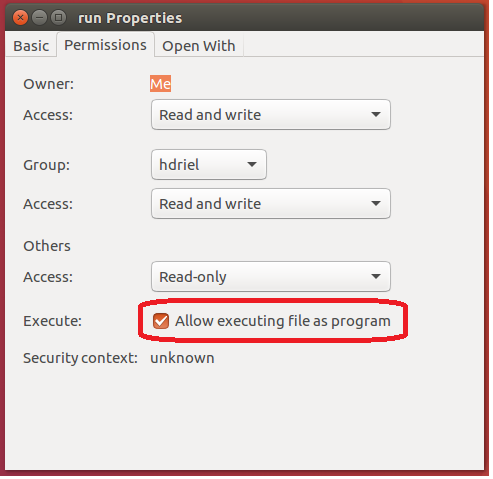 run Properties
Basic Permissions Open With
Owner: Me
Access: Read and write
Group: hdriel
Access: Read and write
Others
Access: Read-only
Execute: Allow executing file as program
Security context: unknown